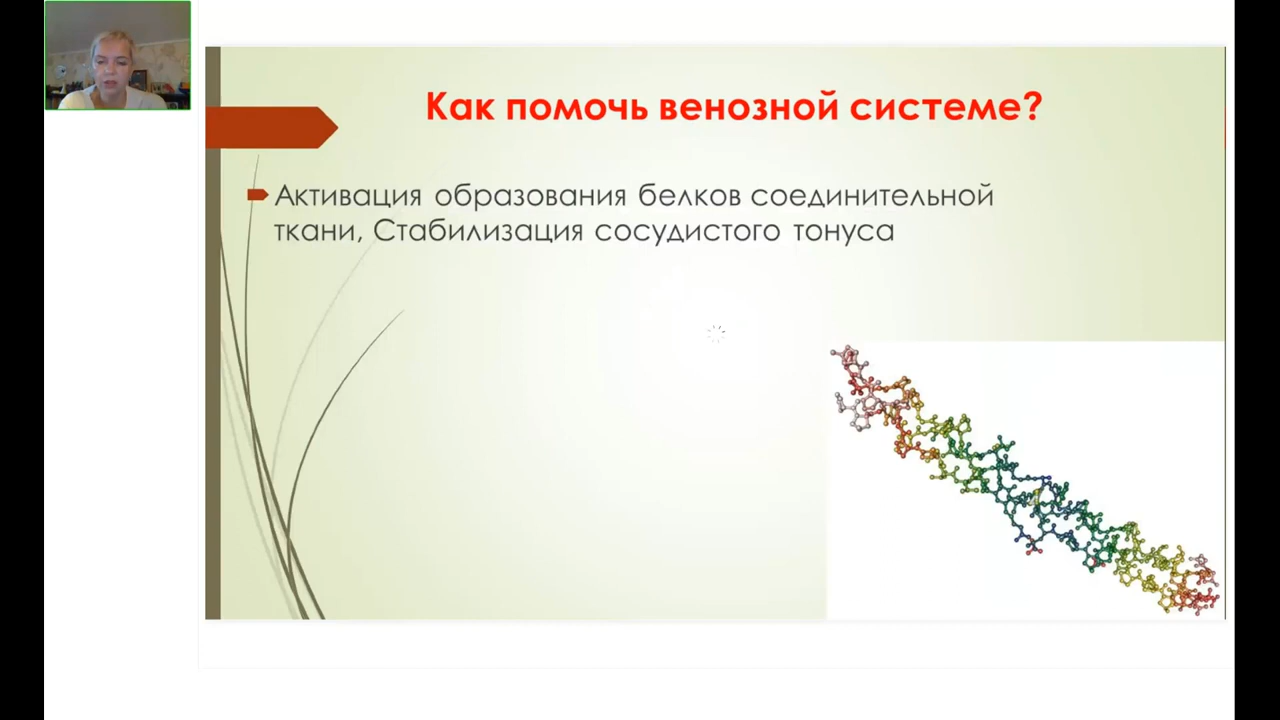 Как помочь венозной системе?
Активация образования белков соединительной
ткани, Стабилизация сосудистого тонуса